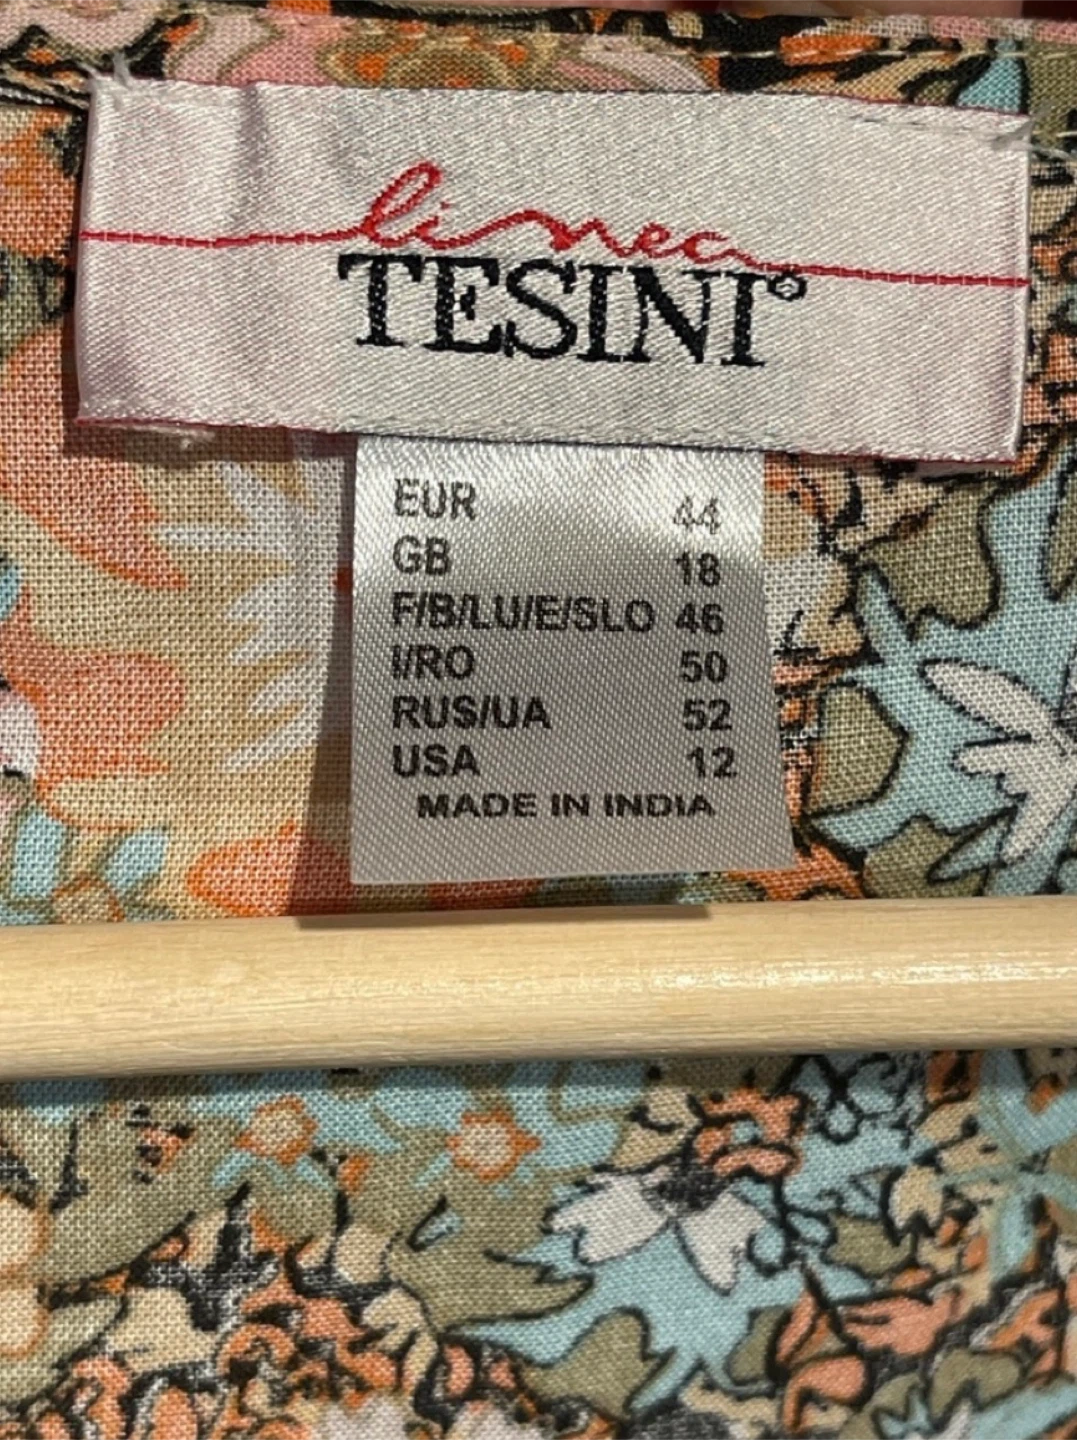 linea
TESINI®
EUR 44
GB 18
F/B/LU/E/SLO 46
I/RO 50
RUS/UA 52
USA 12
MADE IN INDIA